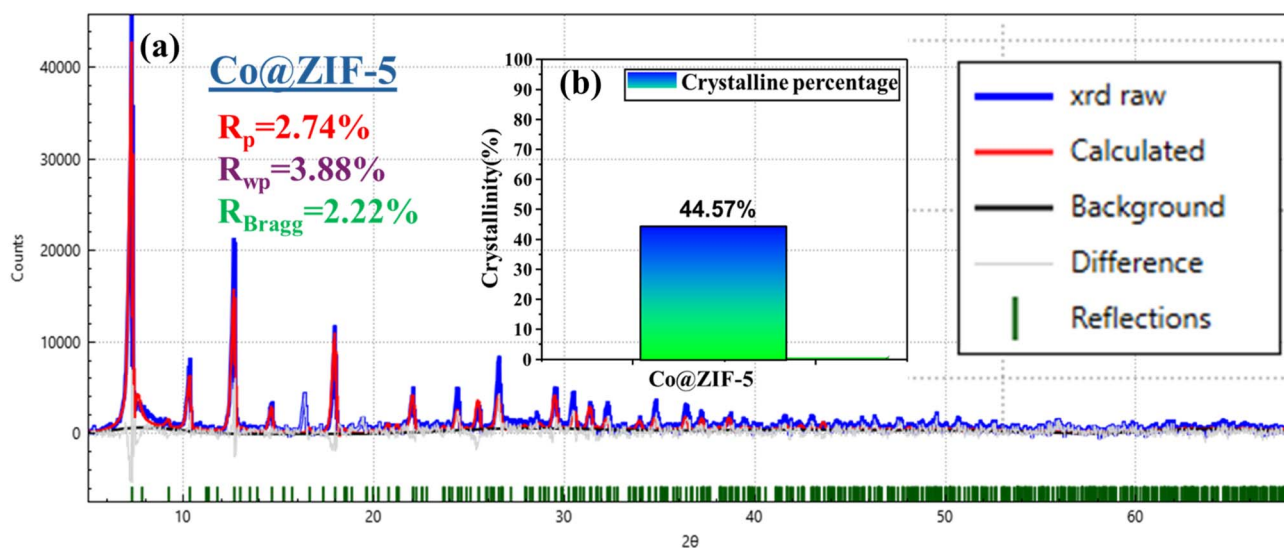 (a)
Co@ZIF-5
Rp=2.74%
Rwp=3.88%
RBragg=2.22%
Counts
40000
30000
20000
10000
0
10
20
30
40
50
60
2θ
(b)
Crystalline percentage
Crystallinity(%)
100
90
80
70
60
50
40
30
20
10
0
44.57%
Co@ZIF-5
xrd raw
Calculated
Background
Difference
Reflections